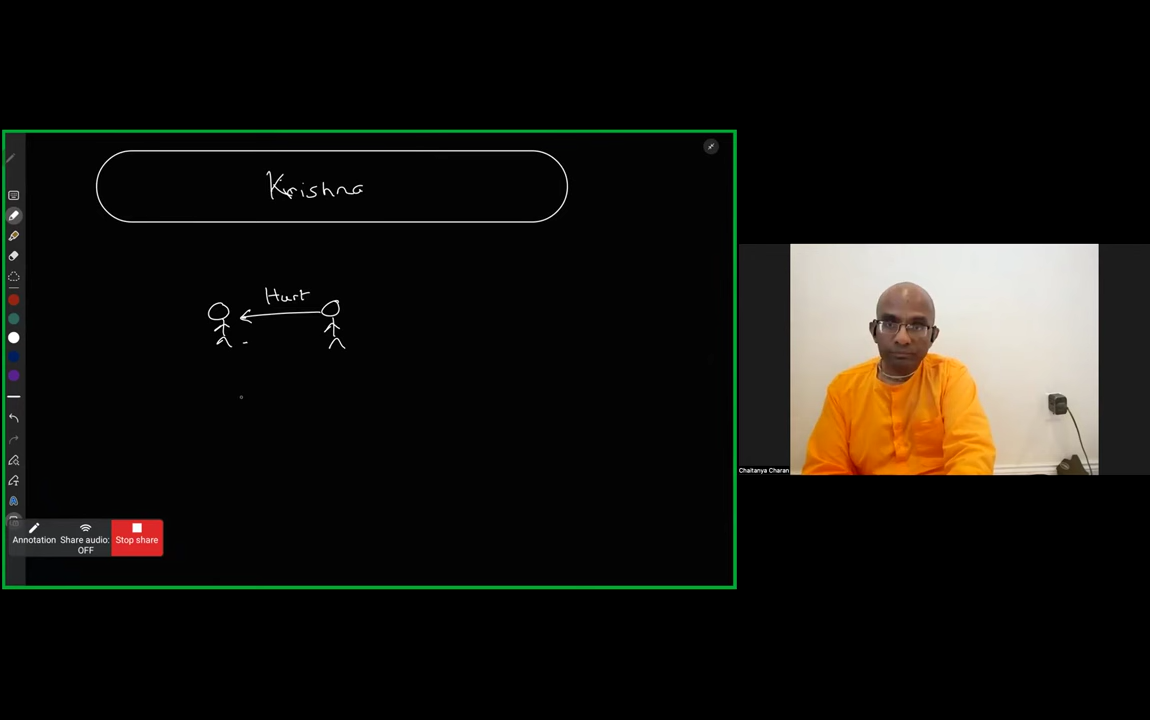 Krishna
Hurt
Annotation
Share audio:
OFF
Stop share
Chaitanya Charan